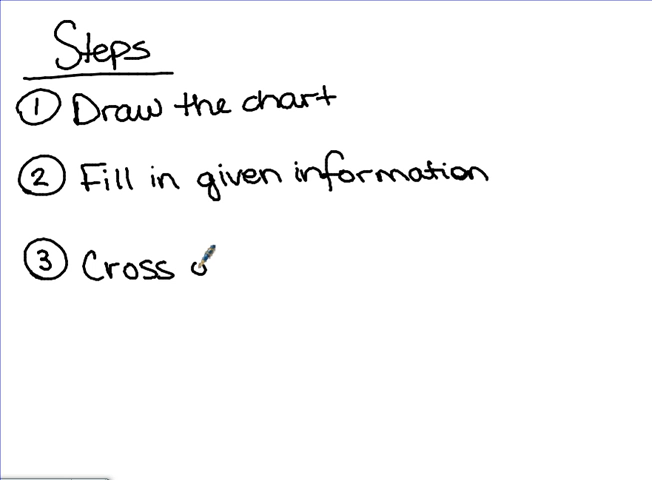 Steps
1 Draw the chart
2 Fill in given information
3 Cross o